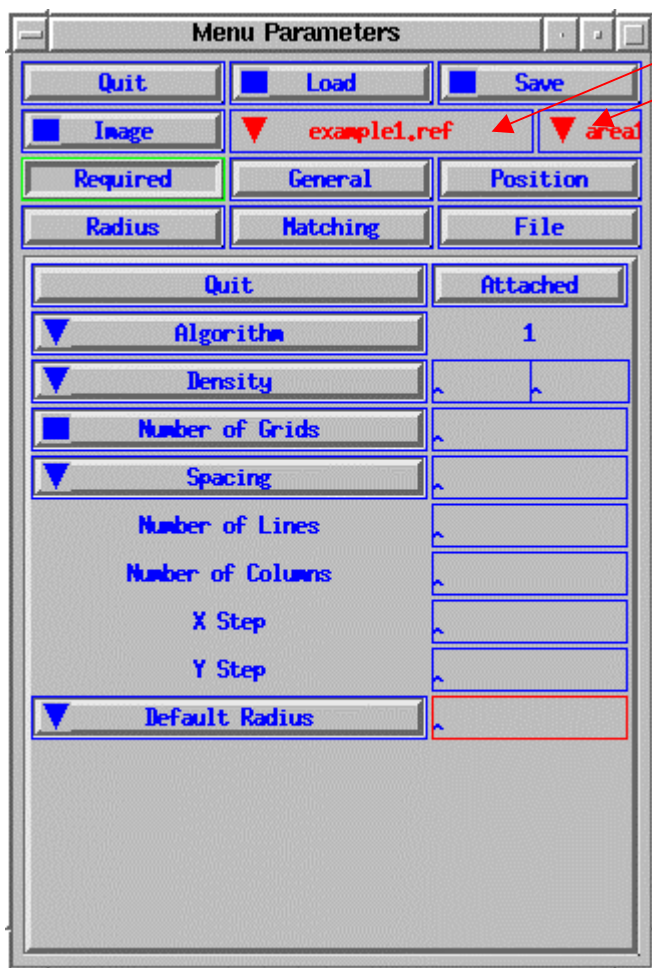 Menu Parameters
Quit Load Save
Image example1.ref area1
Required General Position
Radius Matching File
Quit Attached
Algorithm 1
Density
Number of Grids
Spacing
Number of Lines
Number of Columns
X Step
Y Step
Default Radius